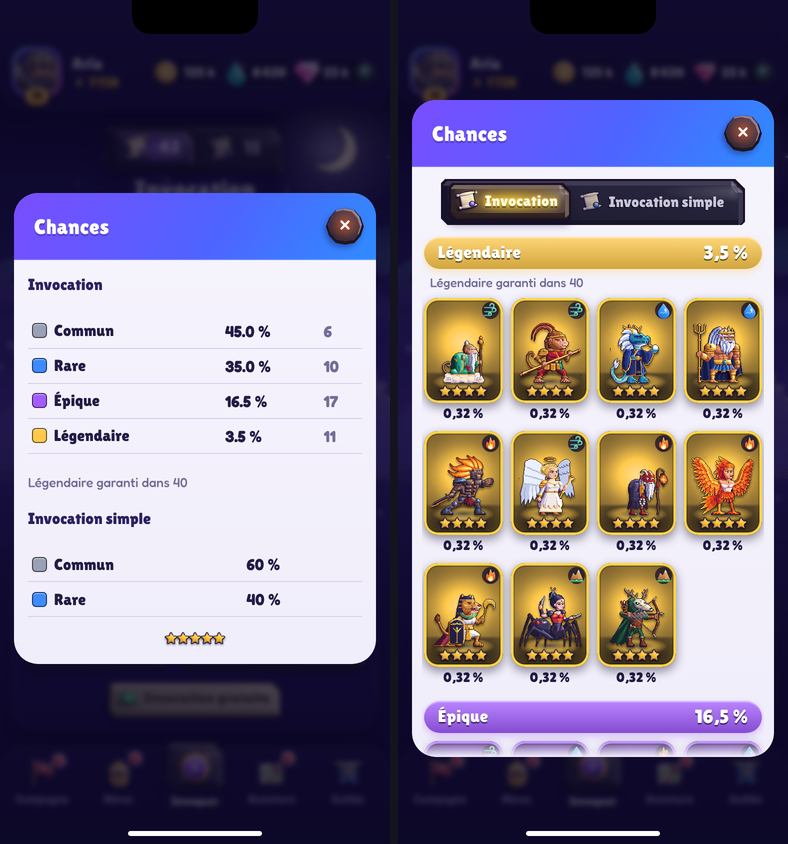 Chances
Invocation
Commun 45.0 % 6
Rare 35.0 % 10
Épique 16.5 % 17
Légendaire 3.5 % 11
Légendaire garanti dans 40
Invocation simple
Commun 60 %
Rare 40 %
Chances
Invocation Invocation simple
Légendaire 3,5 %
Légendaire garanti dans 40
0,32 % 0,32 % 0,32 % 0,32 %
0,32 % 0,32 % 0,32 % 0,32 %
0,32 % 0,32 % 0,32 %
Épique 16,5 %